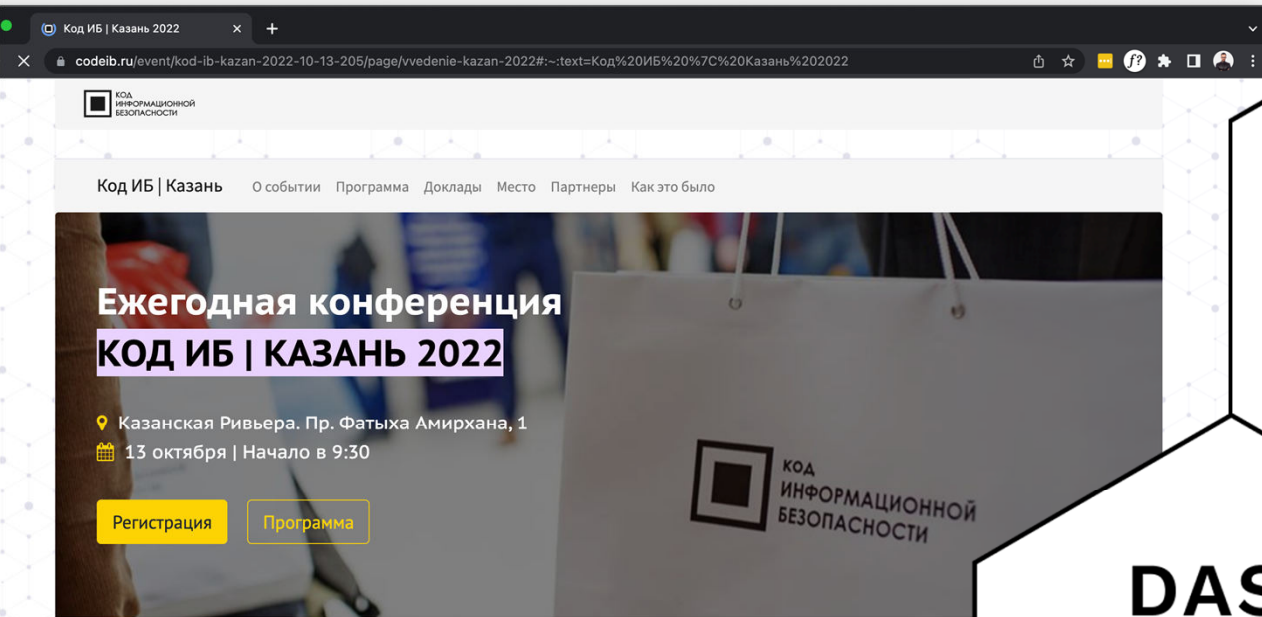 Код ИБ | Казань 2022
codeib.ru/event/kod-ib-kazan-2022-10-13-205/page/vvedenie-kazan-2022#:~:text=Код%20ИБ%20%7C%20Казань%202022
f?
КОД
ИНФОРМАЦИОННОЙ
БЕЗОПАСНОСТИ
Код ИБ | Казань О событии Программа Доклады Место Партнеры Как это было
Ежегодная конференция
КОД ИБ | КАЗАНЬ 2022
Казанская Ривьера. Пр. Фатыха Амирхана, 1
13 октября | Начало в 9:30
Регистрация Программа
КОД
ИНФОРМАЦИОННОЙ
БЕЗОПАСНОСТИ
DAS